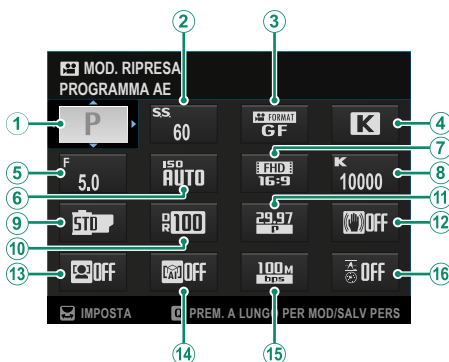 2
3
MOD. RIPRESA
PROGRAMMA AE
1
P
S.S.
60
FORMAT
GF
K
4
7
5
F
5.0
ISO
AUTO
FHD
16:9
K
10000
8
6
11
9
STD
DR 100
29.97
P
OFF
12
10
13
OFF
OFF
100M
bps
OFF
16
IMPOSTA
Q PREM. A LUNGO PER MOD/SALV PERS
14
15